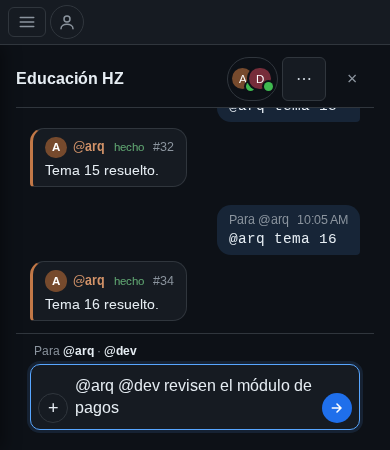 Educación HZ
A D ... ×
@arq tema 15
A @arq hecho #32
Tema 15 resuelto.
Para @arq 10:05 AM
@arq tema 16
A @arq hecho #34
Tema 16 resuelto.
Para @arq · @dev
@arq @dev revisen el módulo de
pagos